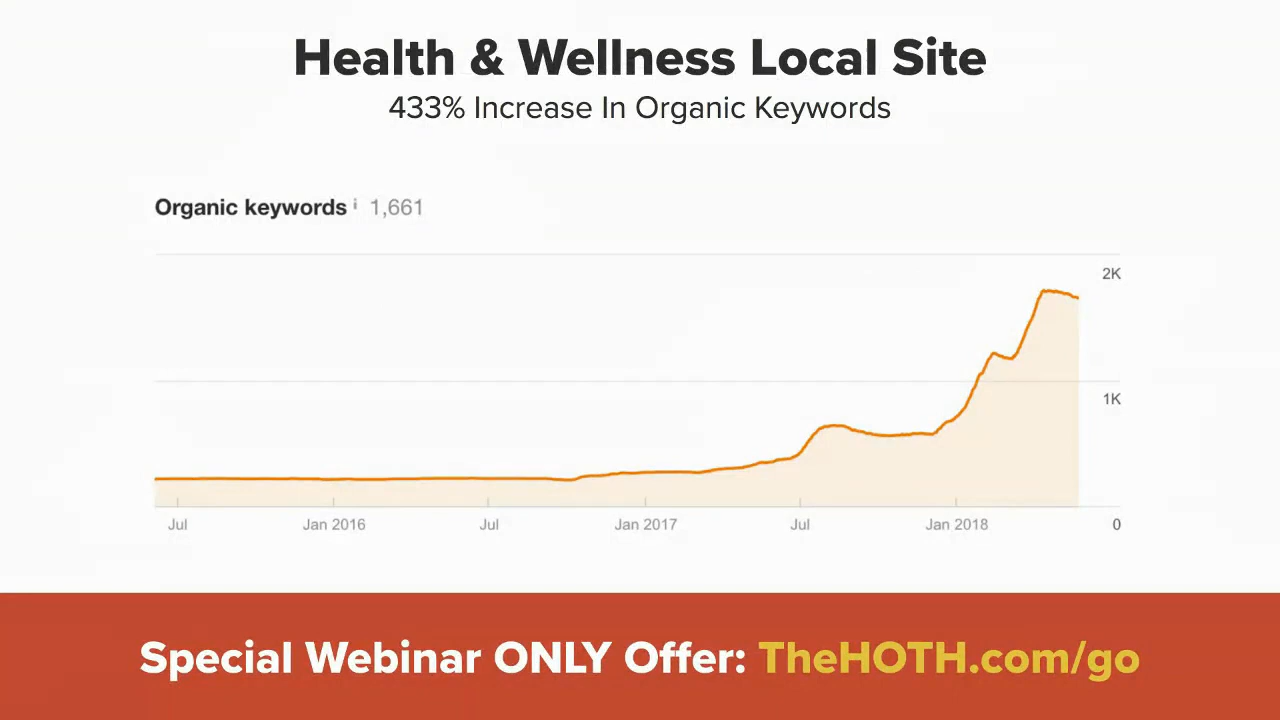 Health & Wellness Local Site
433% Increase In Organic Keywords
Organic keywords i 1,661
2K
1K
Jul Jan 2016 Jul Jan 2017 Jul Jan 2018 0
Special Webinar ONLY Offer: TheHOTH.com/go